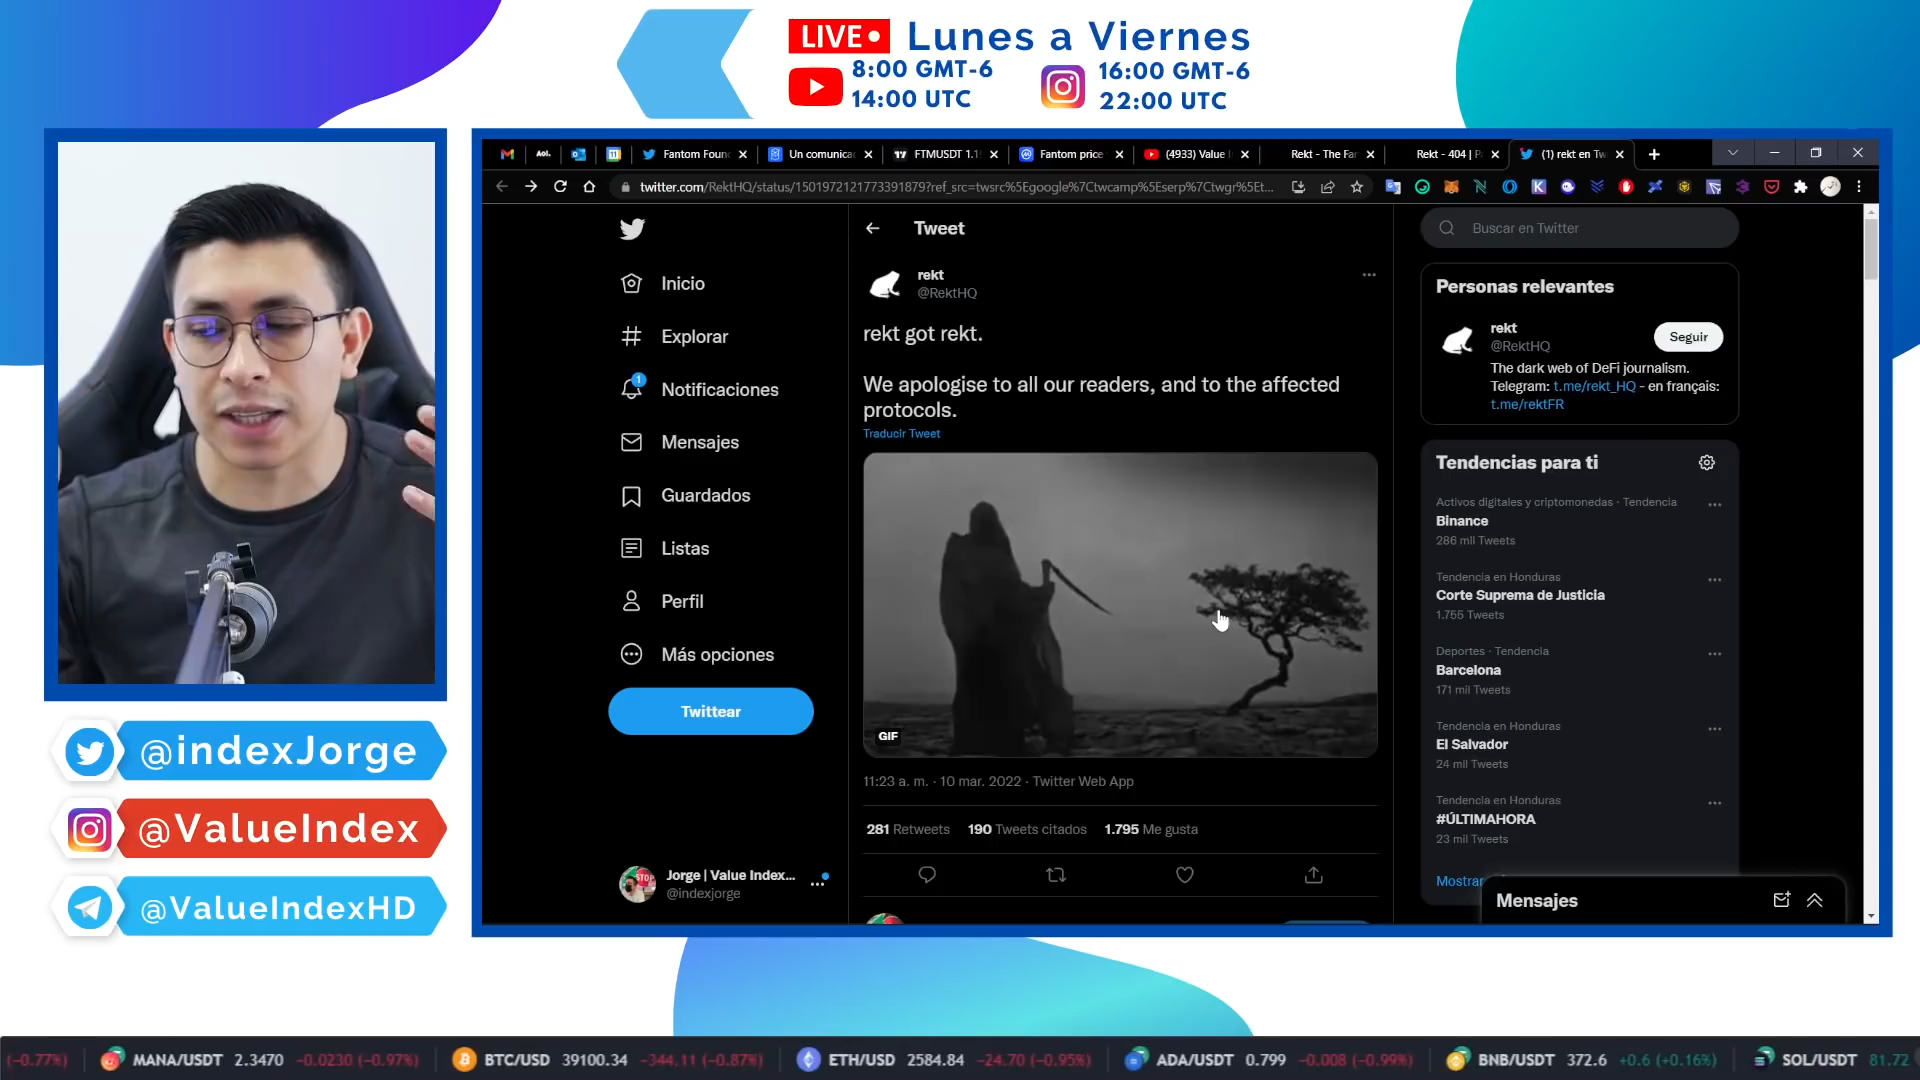 LIVE• Lunes a Viernes
8:00 GMT-6
14:00 UTC
16:00 GMT-6
22:00 UTC
Aol.
Fantom Foun
Un comunica
FTMUSDT 1.1
Fantom price
(4933) Value I
Rekt - The Fa
Rekt - 404 | P
(1) rekt en Tw
twitter.com/RektHQ/status/1501972121773391879?ref_src=twsrc%5Egoogle%7Ctwcamp%5Eserp%7Ctwgr%5Et...
Inicio
Explorar
1
Notificaciones
Mensajes
Guardados
Listas
Perfil
Más opciones
Twittear
Jorge | Value Index...
@indexjorge
Tweet
rekt
@RektHQ
rekt got rekt.
We apologise to all our readers, and to the affected
protocols.
Traducir Tweet
GIF
11:23 a. m. · 10 mar. 2022 · Twitter Web App
281 Retweets 190 Tweets citados 1.795 Me gusta
Buscar en Twitter
Personas relevantes
rekt
@RektHQ
Seguir
The dark web of DeFi journalism.
Telegram: t.me/rekt_HQ - en français:
t.me/rektFR
Tendencias para ti
Activos digitales y criptomonedas · Tendencia
Binance
286 mil Tweets
Tendencia en Honduras
Corte Suprema de Justicia
1.755 Tweets
Deportes · Tendencia
Barcelona
171 mil Tweets
Tendencia en Honduras
El Salvador
24 mil Tweets
Tendencia en Honduras
#ÚLTIMAHORA
23 mil Tweets
Mostrar
Mensajes
STOP
@indexJorge
@ValueIndex
@ValueIndexHD
(−0.77%) MANA/USDT 2.3470 −0.0230 (−0.97%) BTC/USD 39100.34 −344.11 (−0.87%) ETH/USD 2584.84 −24.70 (−0.95%) ADA/USDT 0.799 −0.008 (−0.99%) BNB/USDT 372.6 +0.6 (+0.16%) SOL/USDT 81.72